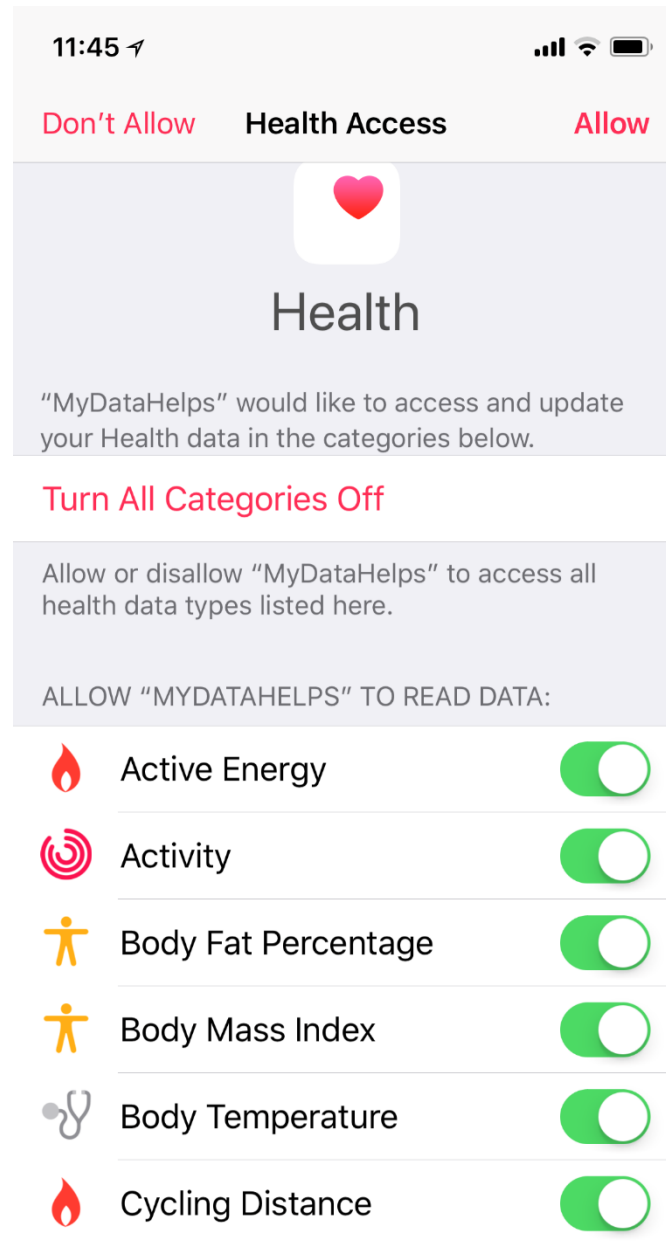 11:45
Don’t Allow Health Access Allow
Health
“MyDataHelps” would like to access and update
your Health data in the categories below.
Turn All Categories Off
Allow or disallow “MyDataHelps” to access all
health data types listed here.
ALLOW “MYDATAHELPS” TO READ DATA:
Active Energy
Activity
Body Fat Percentage
Body Mass Index
Body Temperature
Cycling Distance